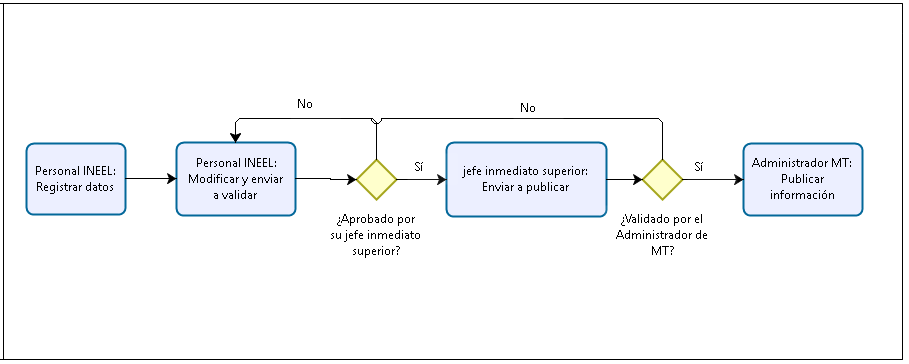 No
No
Personal INEEL:
Registrar datos
Personal INEEL:
Modificar y enviar
a validar
Sí
¿Aprobado por
su jefe inmediato
superior?
jefe inmediato superior:
Enviar a publicar
Sí
¿Validado por el
Administrador de
MT?
Administrador MT:
Publicar
información